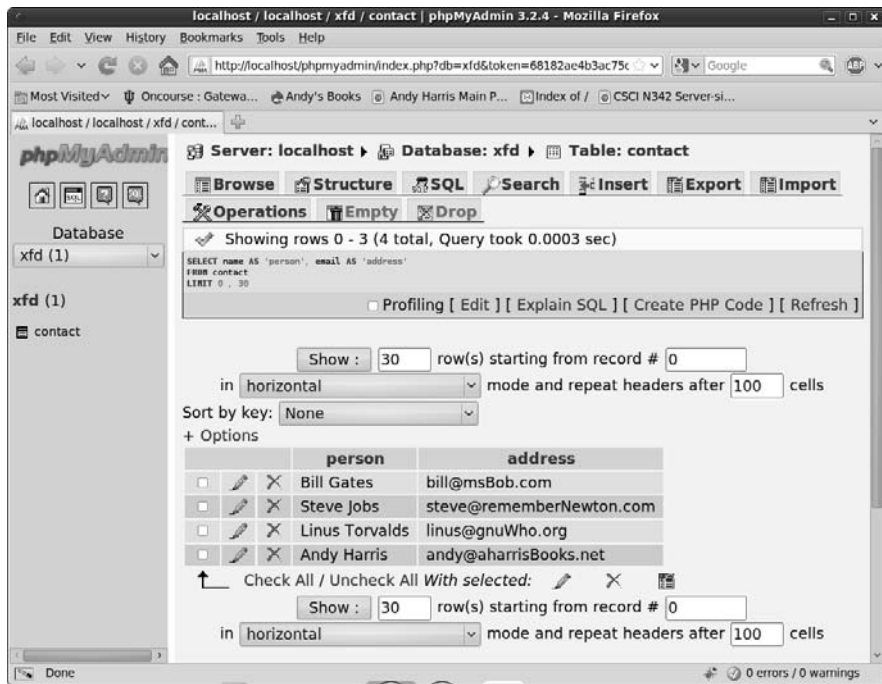 localhost / localhost / xfd / contact | phpMyAdmin 3.2.4 - Mozilla Firefox
File Edit View History Bookmarks Tools Help
http://localhost/phpmyadmin/index.php?db=xfd&token=68182ae4b3ac75c
Google
Most Visited Oncourse : Gatewa... Andy's Books Andy Harris Main P... Index of / CSCI N342 Server-si...
localhost / localhost / xfd / cont...
phpMyAdmin
Database
xfd (1)
xfd (1)
contact
Server: localhost Database: xfd Table: contact
Browse Structure SQL Search Insert Export Import
Operations Empty Drop
Showing rows 0 - 3 (4 total, Query took 0.0003 sec)
SELECT name AS 'person', email AS 'address'
FROM contact
LIMIT 0 , 30
Profiling [ Edit ] [ Explain SQL ] [ Create PHP Code ] [ Refresh ]
Show : 30 row(s) starting from record # 0
in horizontal mode and repeat headers after 100 cells
Sort by key: None
+ Options
person address
Bill Gates bill@msBob.com
Steve Jobs steve@rememberNewton.com
Linus Torvalds linus@gnuWho.org
Andy Harris andy@aharrisBooks.net
Check All / Uncheck All With selected:
Show : 30 row(s) starting from record # 0
in horizontal mode and repeat headers after 100 cells
Done
0 errors / 0 warnings